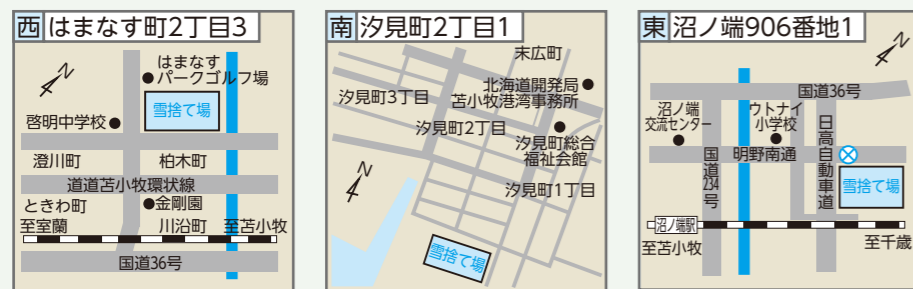 西 はまなす町2丁目3
N
はまなす
パークゴルフ場
雪捨て場
啓明中学校
澄川町
柏木町
道道苫小牧環状線
ときわ町
金剛園
至室蘭
川沿町
至苫小牧
国道36号
南 汐見町2丁目1
末広町
北海道開発局
苫小牧港湾事務所
汐見町3丁目
汐見町2丁目
汐見町総合
福祉会館
N
汐見町1丁目
雪捨て場
東 沼ノ端906番地1
N
国道36号
沼ノ端
交流センター
ウトナイ
小学校
日高自動車道
国道234号
明野南通
雪捨て場
沼ノ端駅
至苫小牧
至千歳